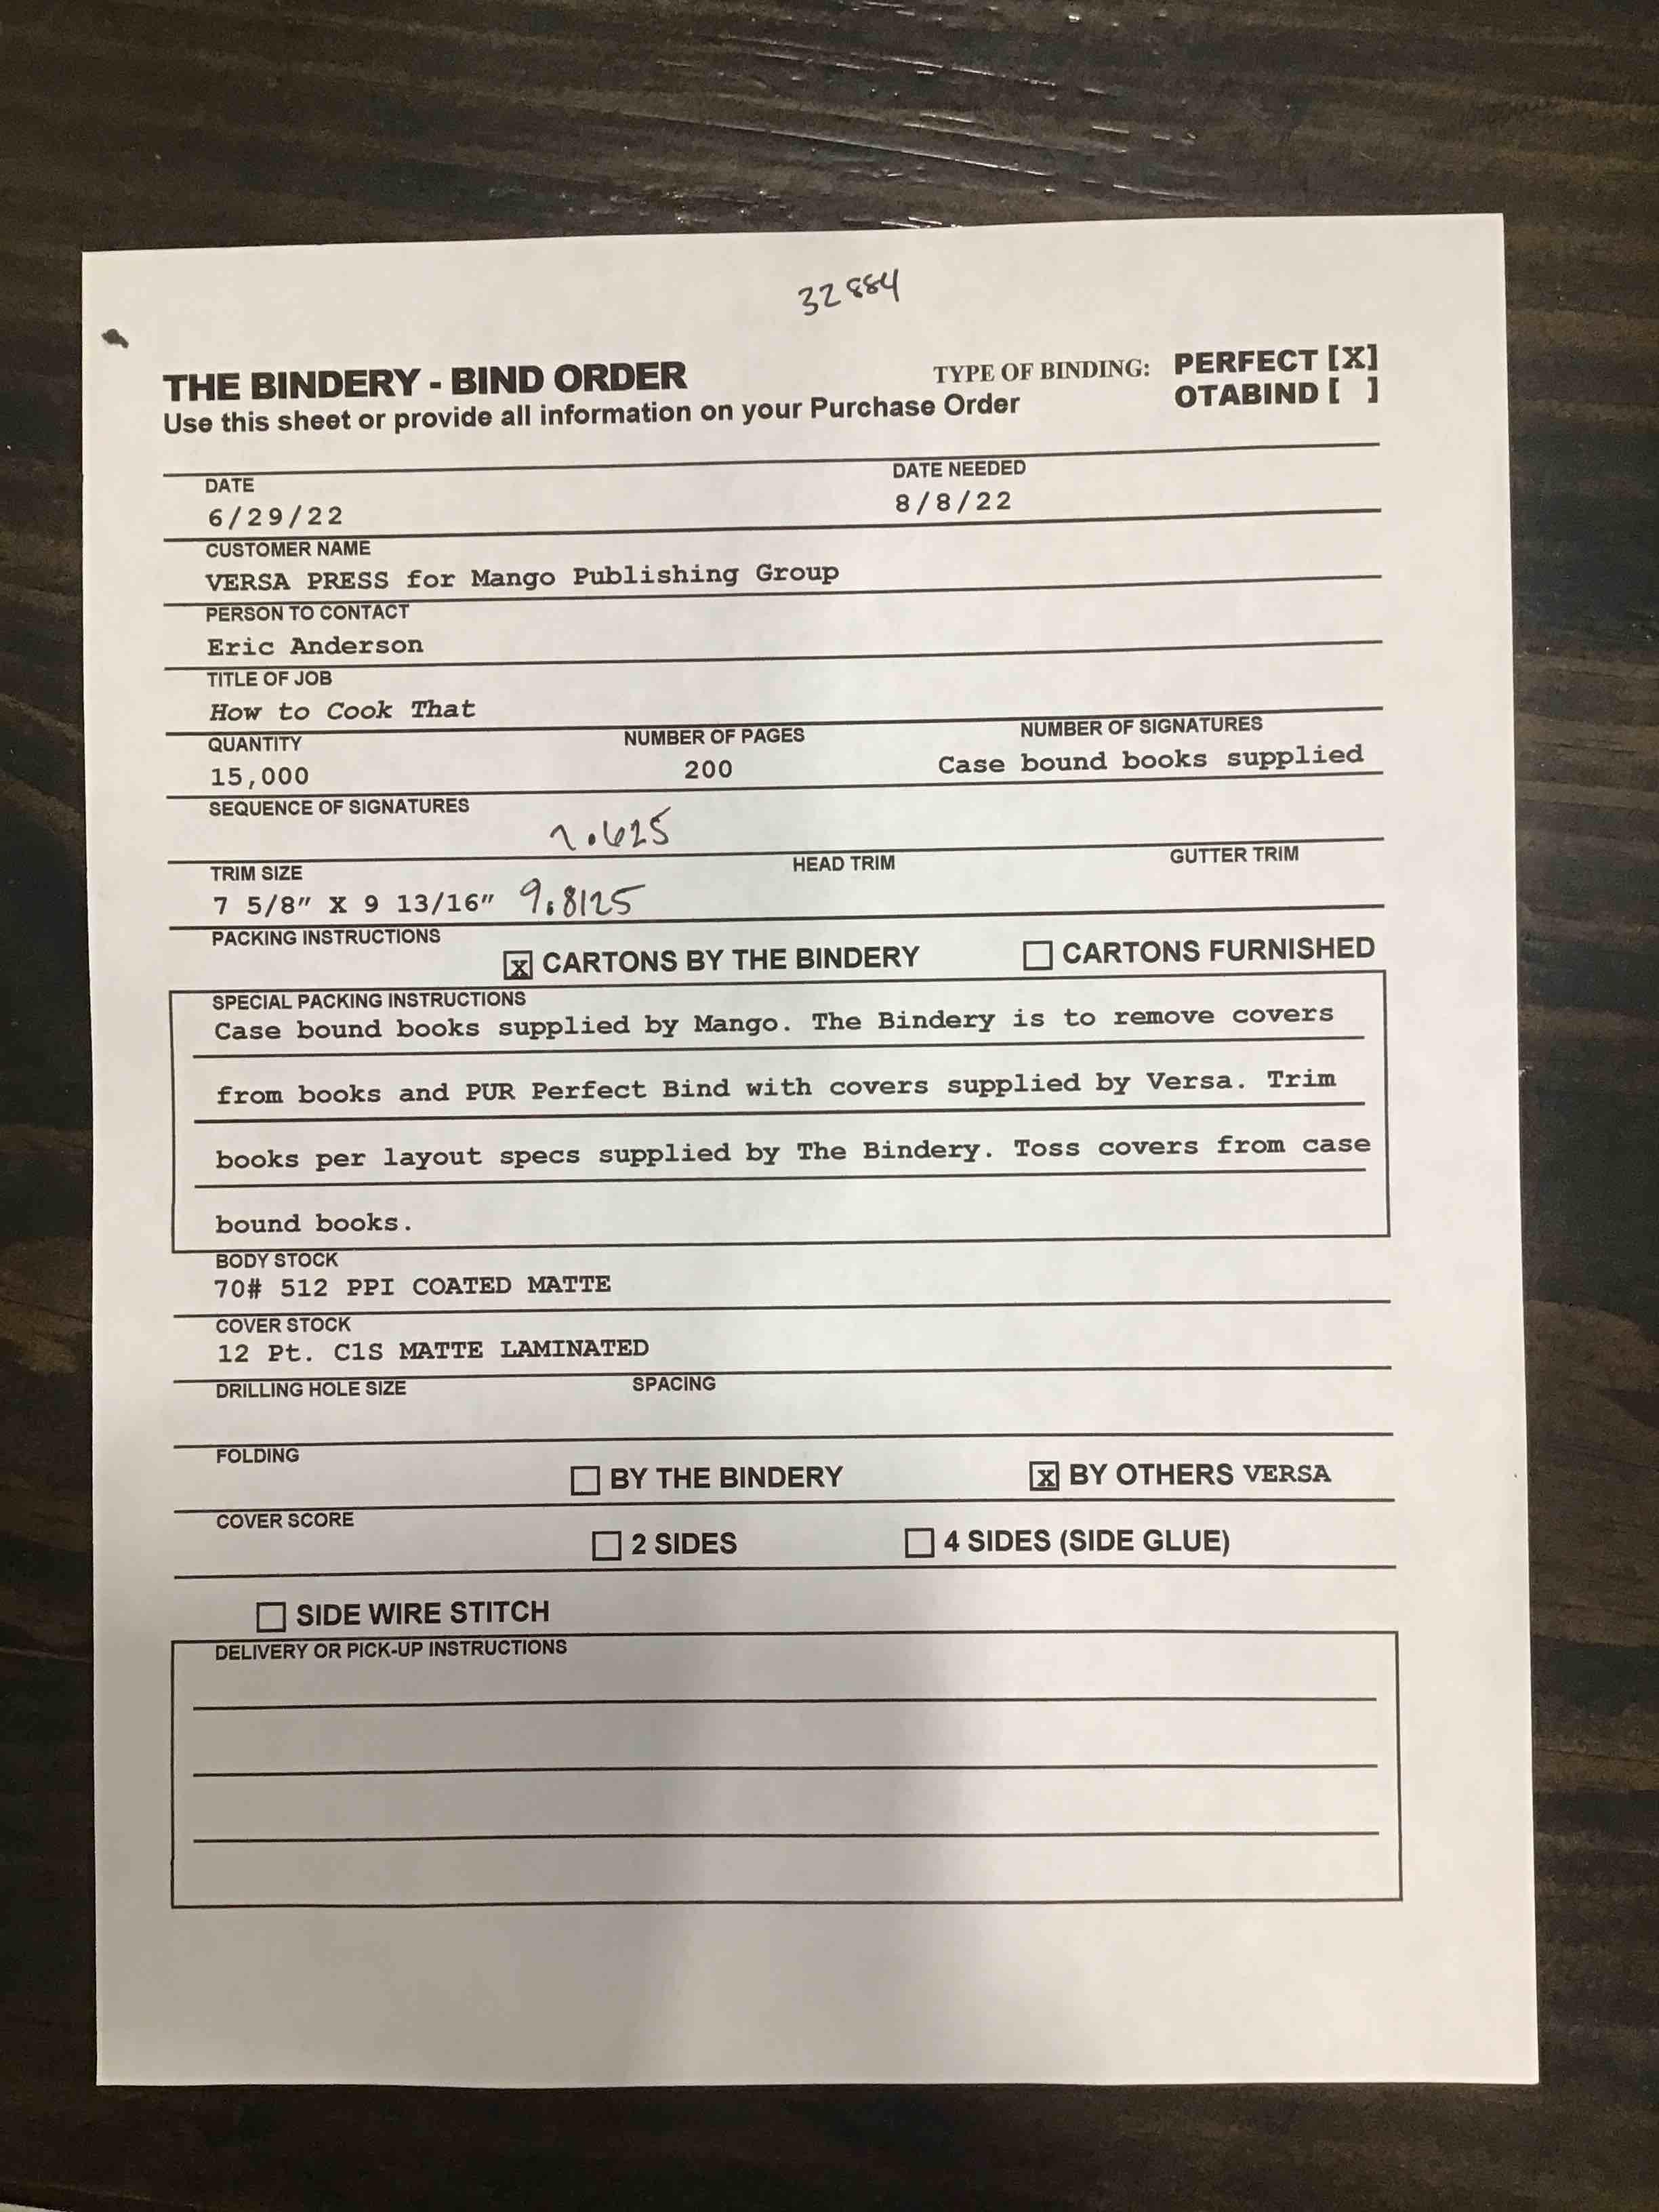 32884
THE BINDERY - BIND ORDER
Use this sheet or provide all information on your Purchase Order
TYPE OF BINDING: PERFECT [X]
OTABIND [ ]
DATE
6/29/22
DATE NEEDED
8/8/22
CUSTOMER NAME
VERSA PRESS for Mango Publishing Group
PERSON TO CONTACT
Eric Anderson
TITLE OF JOB
How to Cook That
QUANTITY
15,000
NUMBER OF PAGES
200
NUMBER OF SIGNATURES
Case bound books supplied
SEQUENCE OF SIGNATURES
7.625
TRIM SIZE
7 5/8" X 9 13/16" 9.8125
HEAD TRIM
GUTTER TRIM
PACKING INSTRUCTIONS
[X] CARTONS BY THE BINDERY
[ ] CARTONS FURNISHED
SPECIAL PACKING INSTRUCTIONS
Case bound books supplied by Mango. The Bindery is to remove covers
from books and PUR Perfect Bind with covers supplied by Versa. Trim
books per layout specs supplied by The Bindery. Toss covers from case
bound books.
BODY STOCK
70# 512 PPI COATED MATTE
COVER STOCK
12 Pt. C1S MATTE LAMINATED
DRILLING HOLE SIZE
SPACING
FOLDING
[ ] BY THE BINDERY
[X] BY OTHERS VERSA
COVER SCORE
[ ] 2 SIDES
[ ] 4 SIDES (SIDE GLUE)
[ ] SIDE WIRE STITCH
DELIVERY OR PICK-UP INSTRUCTIONS